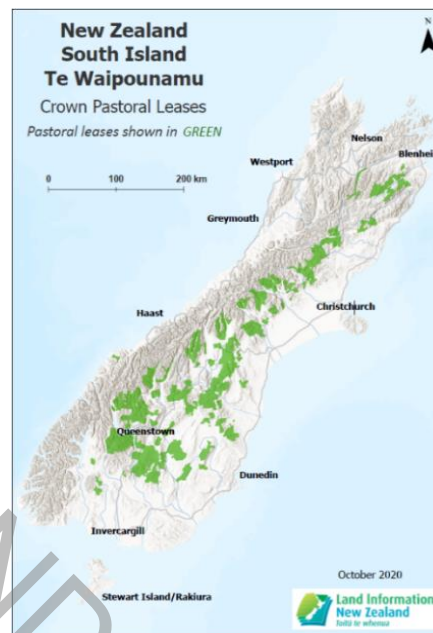 New Zealand
South Island
Te Waipounamu
Crown Pastoral Leases
Pastoral leases shown in GREEN
N
0 100 200 km
Nelson
Blenhei
Westport
Greymouth
Christchurch
Haast
Queenstown
Dunedin
Invercargill
Stewart Island/Rakiura
October 2020
Land Information
New Zealand
Toitū te whenua